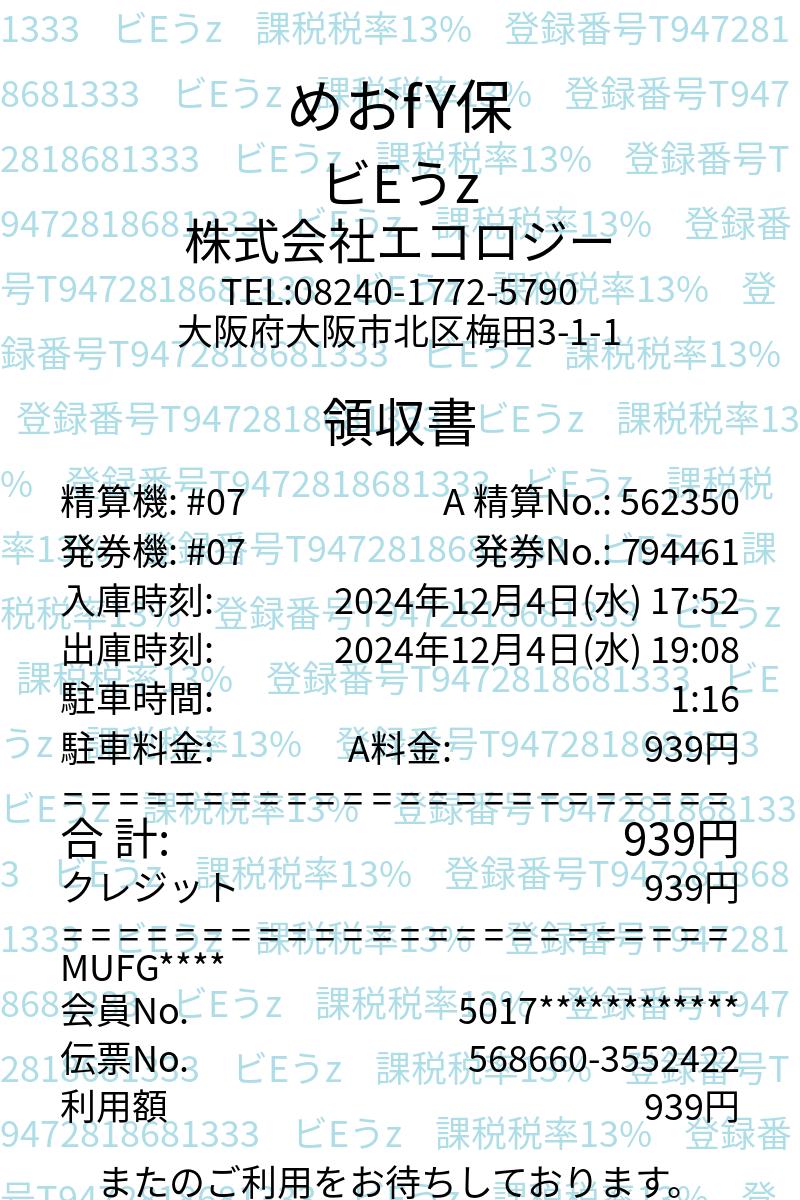 めおfY保
ビEうz
株式会社エコロジー
TEL:08240-1772-5790
大阪府大阪市北区梅田3-1-1
領収書
精算機: #07 A 精算No.: 562350
発券機: #07 発券No.: 794461
入庫時刻: 2024年12月4日(水) 17:52
出庫時刻: 2024年12月4日(水) 19:08
駐車時間: 1:16
駐車料金: A料金: 939円
========================
合 計: 939円
クレジット 939円
========================
MUFG****
会員No. 5017************
伝票No. 568660-3552422
利用額 939円
またのご利用をお待ちしております。
1333 ビEうz 課税税率13% 登録番号T947281
8681333 ビEうz 課税税率13% 登録番号T947
2818681333 ビEうz 課税税率13% 登録番号T
9472818681333 ビEうz 課税税率13% 登録番
号T9472818681333 ビEうz 課税税率13% 登
録番号T9472818681333 ビEうz 課税税率13%
登録番号T9472818681333 ビEうz 課税税率13
% 登録番号T9472818681333 ビEうz 課税税
率13% 登録番号T9472818681333 ビEうz 課
税税率13% 登録番号T9472818681333 ビEうz
課税税率13% 登録番号T9472818681333 ビE
うz 課税税率13% 登録番号T9472818681333
ビEうz 課税税率13% 登録番号T947281868133
3 ビEうz 課税税率13% 登録番号T947281868
1333 ビEうz 課税税率13% 登録番号T947281
8681333 ビEうz 課税税率13% 登録番号T947
2818681333 ビEうz 課税税率13% 登録番号T
9472818681333 ビEうz 課税税率13% 登録番
号T9472818681333 ビEうz 課税税率13% 登